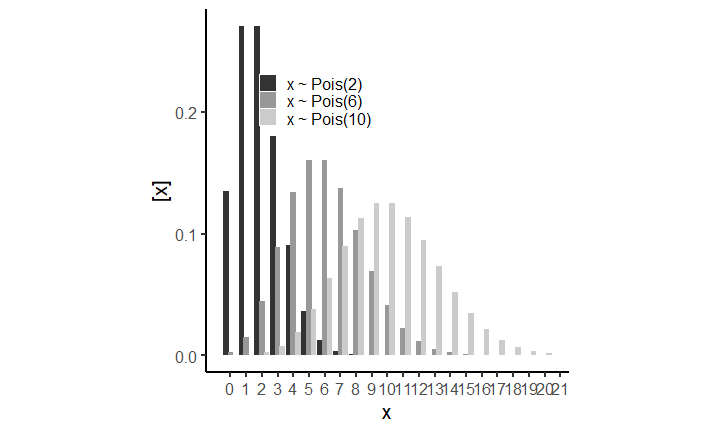 x ~ Pois(2)
x ~ Pois(6)
x ~ Pois(10)
0.2
[x]
0.1
0.0
0 1 2 3 4 5 6 7 8 9 10 11 12 13 14 15 16 17 18 19 20 21
x